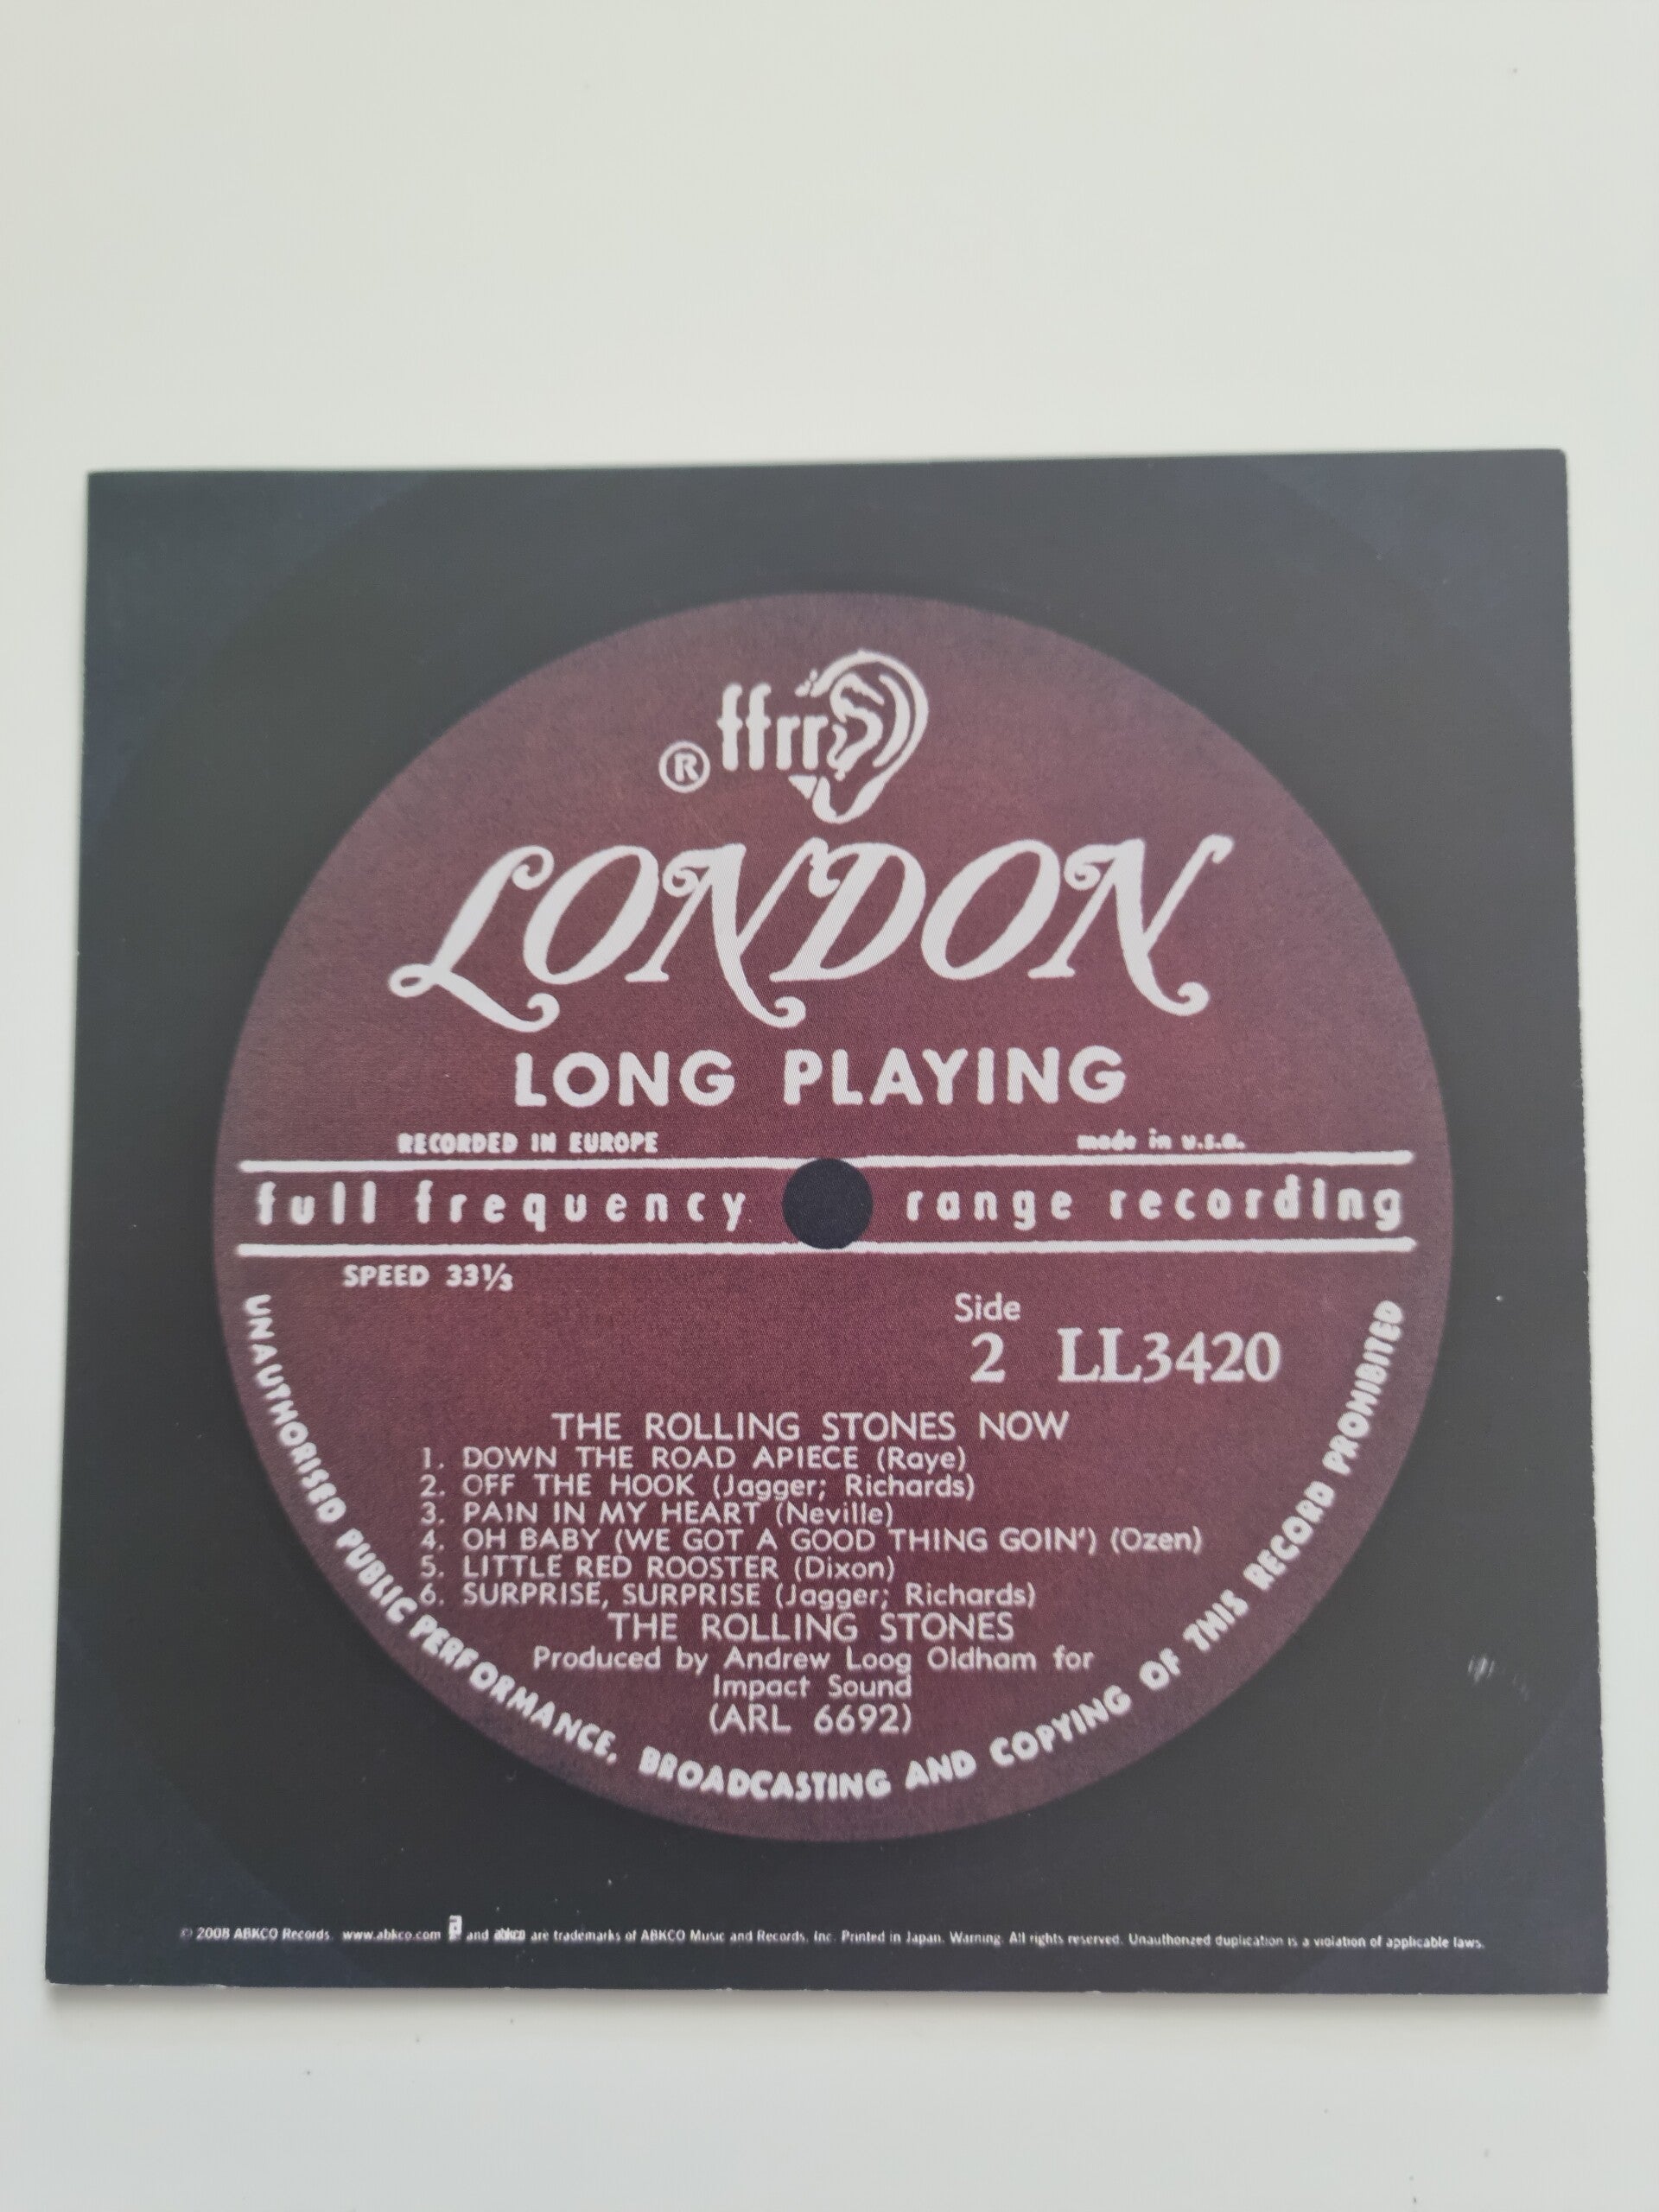 ® ffrr
LONDON
LONG PLAYING
RECORDED IN EUROPE made in u.s.a.
full frequency range recording
SPEED 33⅓
Side
2 LL3420
THE ROLLING STONES NOW
1. DOWN THE ROAD APIECE (Raye)
2. OFF THE HOOK (Jagger; Richards)
3. PAIN IN MY HEART (Neville)
4. OH BABY (WE GOT A GOOD THING GOIN') (Ozen)
5. LITTLE RED ROOSTER (Dixon)
6. SURPRISE, SURPRISE (Jagger; Richards)
THE ROLLING STONES
Produced by Andrew Loog Oldham for
Impact Sound
(ARL 6692)
UNAUTHORISED PUBLIC PERFORMANCE, BROADCASTING AND COPYING OF THIS RECORD PROHIBITED
© 2008 ABKCO Records. www.abkco.com a and abkco are trademarks of ABKCO Music and Records, Inc. Printed in Japan. Warning: All rights reserved. Unauthorized duplication is a violation of applicable laws.